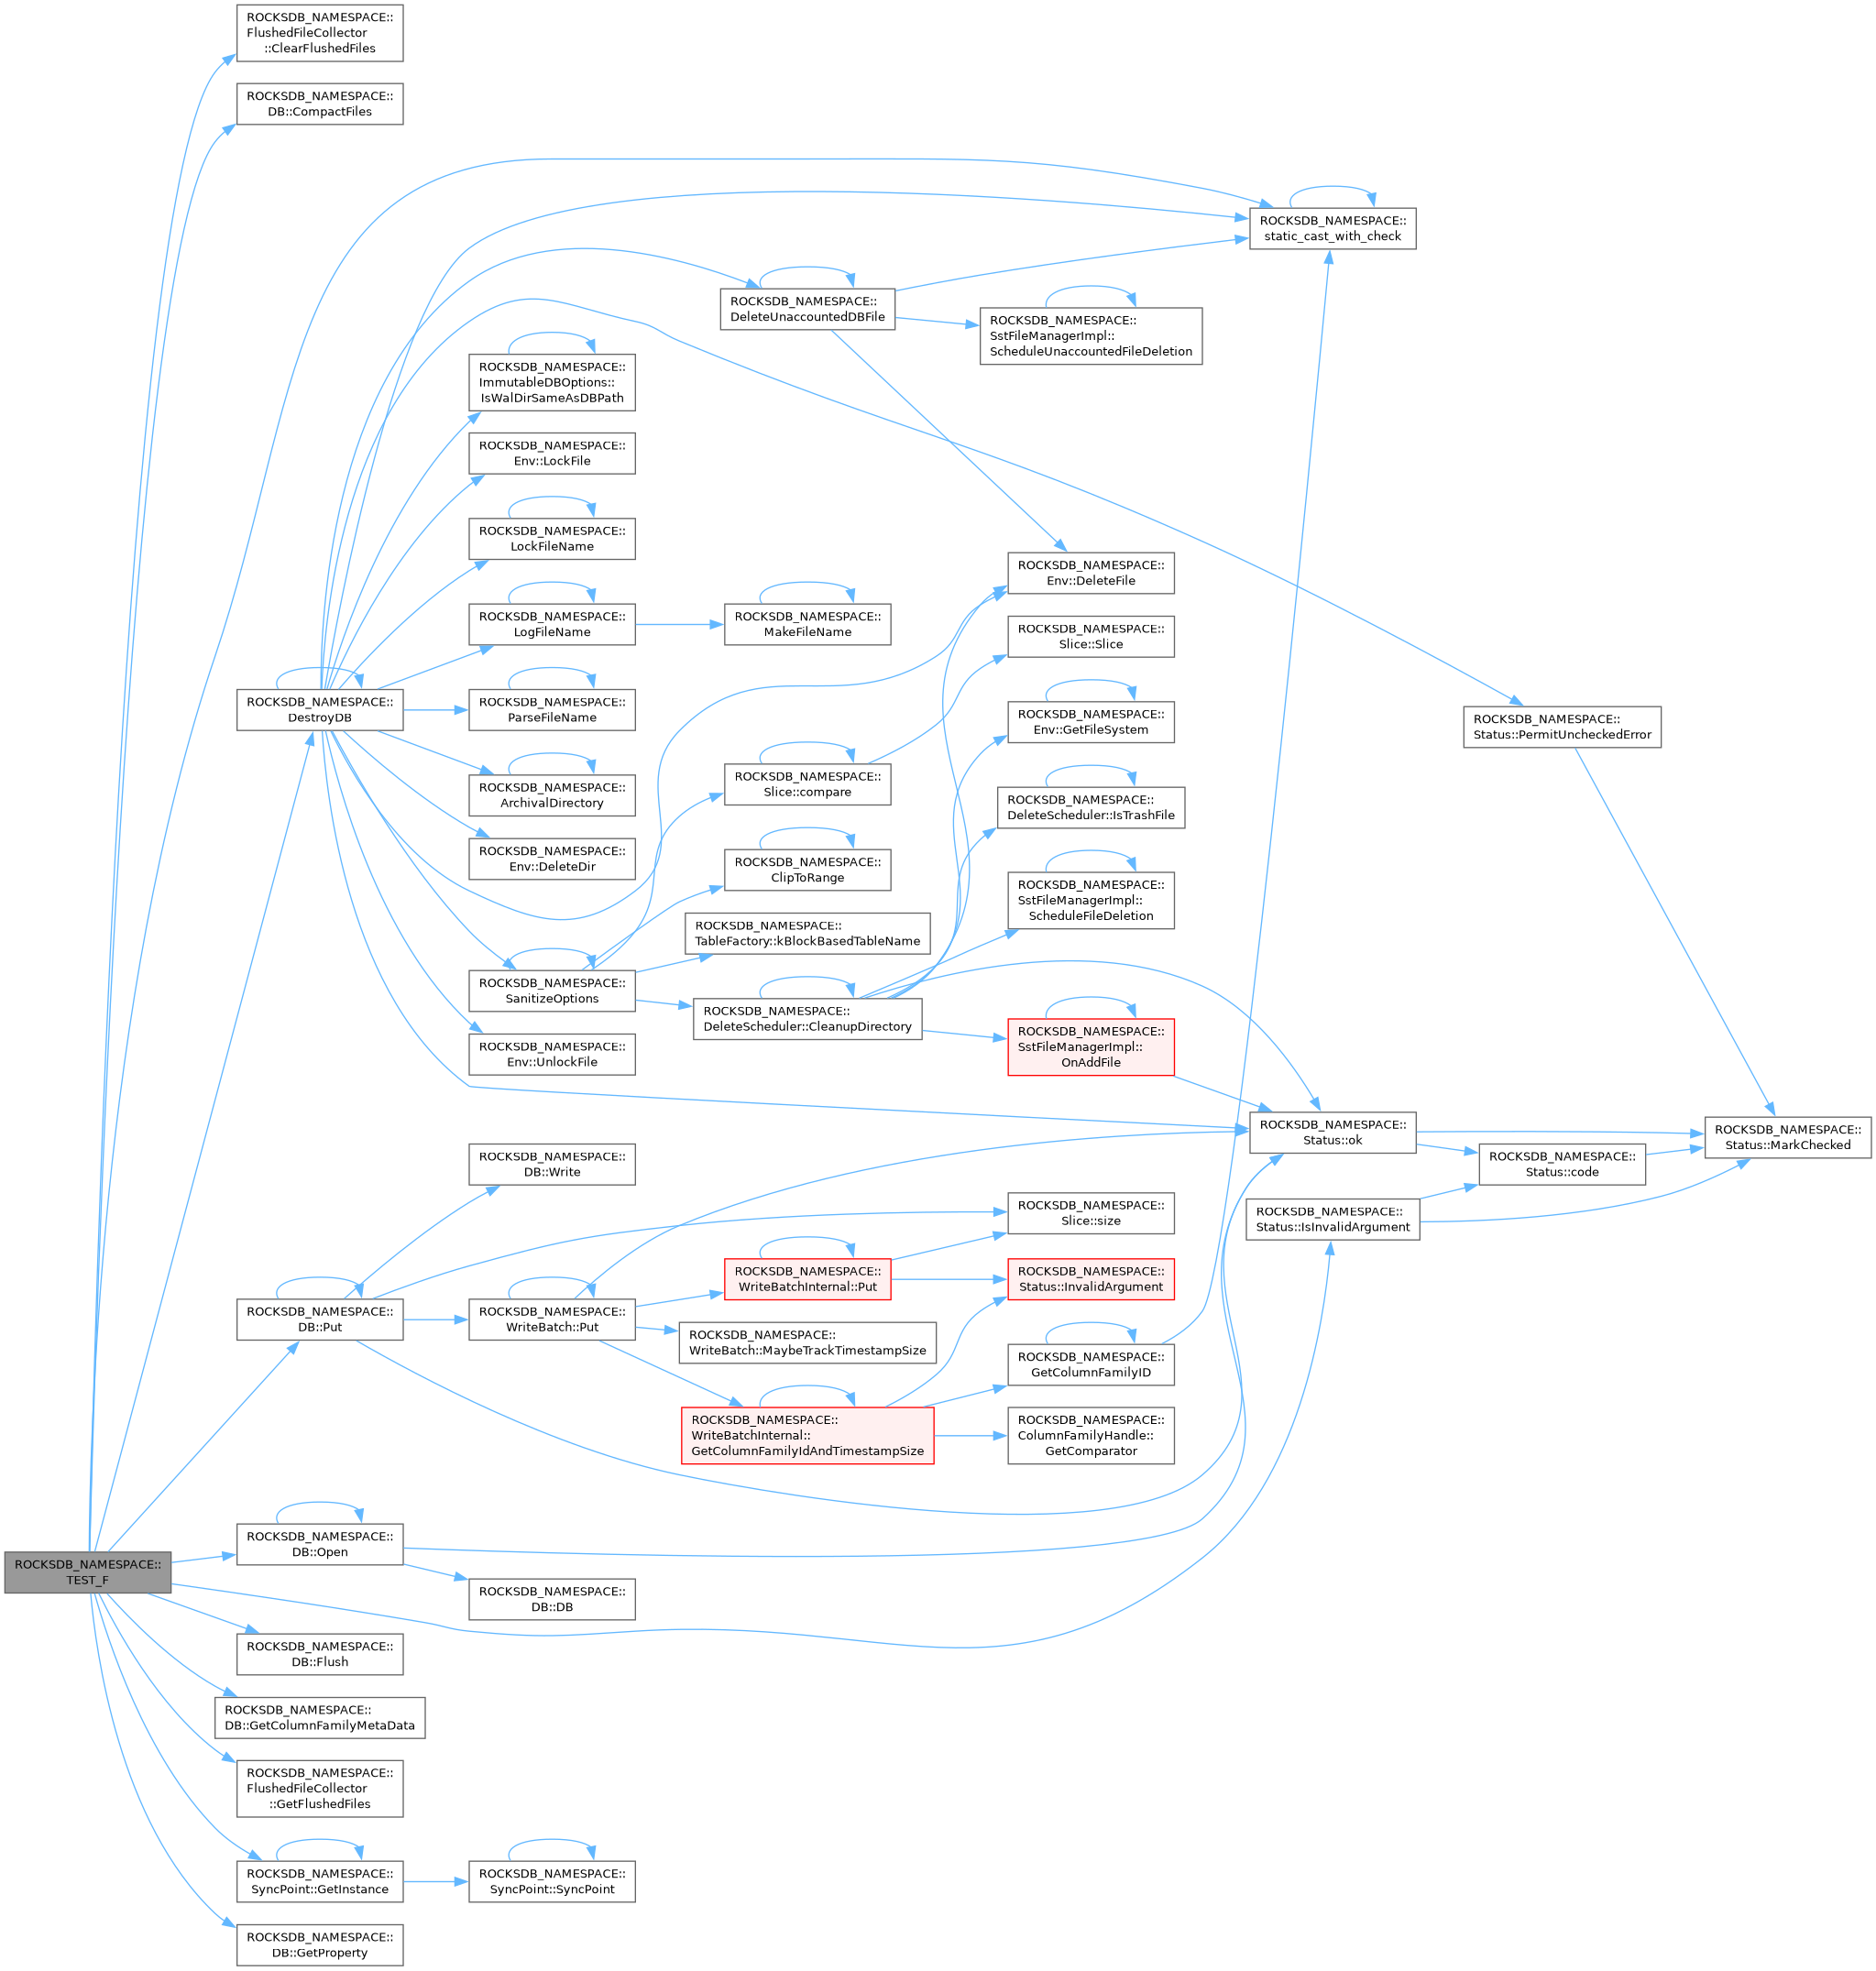 ROCKSDB_NAMESPACE::
FlushedFileCollector
::ClearFlushedFiles
ROCKSDB_NAMESPACE::
DB::CompactFiles
ROCKSDB_NAMESPACE::
static_cast_with_check
ROCKSDB_NAMESPACE::
DeleteUnaccountedDBFile
ROCKSDB_NAMESPACE::
SstFileManagerImpl::
ScheduleUnaccountedFileDeletion
ROCKSDB_NAMESPACE::
ImmutableDBOptions::
IsWalDirSameAsDBPath
ROCKSDB_NAMESPACE::
Env::LockFile
ROCKSDB_NAMESPACE::
LockFileName
ROCKSDB_NAMESPACE::
Env::DeleteFile
ROCKSDB_NAMESPACE::
LogFileName
ROCKSDB_NAMESPACE::
MakeFileName
ROCKSDB_NAMESPACE::
Slice::Slice
ROCKSDB_NAMESPACE::
DestroyDB
ROCKSDB_NAMESPACE::
ParseFileName
ROCKSDB_NAMESPACE::
Env::GetFileSystem
ROCKSDB_NAMESPACE::
Status::PermitUncheckedError
ROCKSDB_NAMESPACE::
ArchivalDirectory
ROCKSDB_NAMESPACE::
Slice::compare
ROCKSDB_NAMESPACE::
DeleteScheduler::IsTrashFile
ROCKSDB_NAMESPACE::
Env::DeleteDir
ROCKSDB_NAMESPACE::
ClipToRange
ROCKSDB_NAMESPACE::
SstFileManagerImpl::
ScheduleFileDeletion
ROCKSDB_NAMESPACE::
TableFactory::kBlockBasedTableName
ROCKSDB_NAMESPACE::
SanitizeOptions
ROCKSDB_NAMESPACE::
DeleteScheduler::CleanupDirectory
ROCKSDB_NAMESPACE::
SstFileManagerImpl::
OnAddFile
ROCKSDB_NAMESPACE::
Env::UnlockFile
ROCKSDB_NAMESPACE::
Status::ok
ROCKSDB_NAMESPACE::
Status::MarkChecked
ROCKSDB_NAMESPACE::
Status::code
ROCKSDB_NAMESPACE::
DB::Write
ROCKSDB_NAMESPACE::
Slice::size
ROCKSDB_NAMESPACE::
Status::IsInvalidArgument
ROCKSDB_NAMESPACE::
WriteBatchInternal::Put
ROCKSDB_NAMESPACE::
Status::InvalidArgument
ROCKSDB_NAMESPACE::
DB::Put
ROCKSDB_NAMESPACE::
WriteBatch::Put
ROCKSDB_NAMESPACE::
WriteBatch::MaybeTrackTimestampSize
ROCKSDB_NAMESPACE::
GetColumnFamilyID
ROCKSDB_NAMESPACE::
WriteBatchInternal::
GetColumnFamilyIdAndTimestampSize
ROCKSDB_NAMESPACE::
ColumnFamilyHandle::
GetComparator
ROCKSDB_NAMESPACE::
DB::Open
ROCKSDB_NAMESPACE::
TEST_F
ROCKSDB_NAMESPACE::
DB::DB
ROCKSDB_NAMESPACE::
DB::Flush
ROCKSDB_NAMESPACE::
DB::GetColumnFamilyMetaData
ROCKSDB_NAMESPACE::
FlushedFileCollector
::GetFlushedFiles
ROCKSDB_NAMESPACE::
SyncPoint::GetInstance
ROCKSDB_NAMESPACE::
SyncPoint::SyncPoint
ROCKSDB_NAMESPACE::
DB::GetProperty